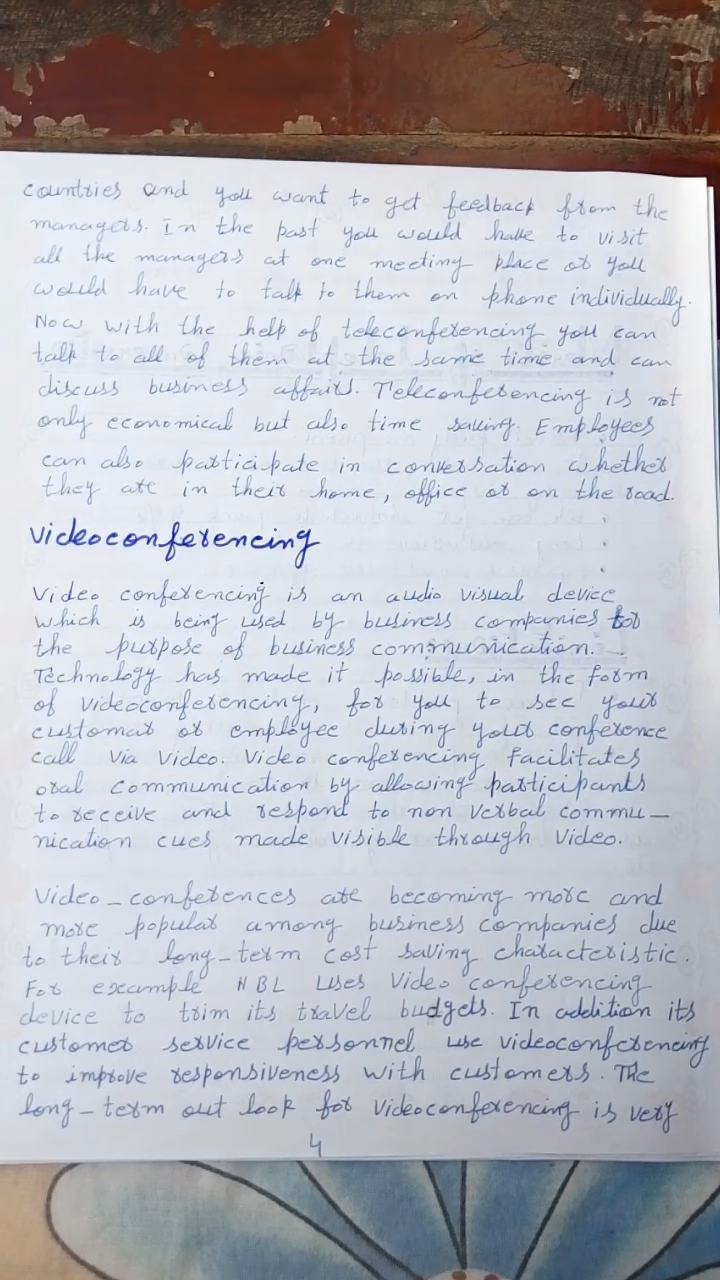 countries and you want to get feedback from the
managers. In the past you would have to visit
all the managers at one meeting place or you
would have to talk to them on phone individually.
Now with the help of teleconferencing you can
talk to all of them at the same time and can
discuss business affairs. Teleconferencing is not
only economical but also time saving. Employees
can also participate in conversation whether
they are in their home, office or on the road.
Videoconferencing
Video conferencing is an audio visual device
which is being used by business companies for
the purpose of business communication.
Technology has made it possible, in the form
of videoconferencing, for you to see your
customar or employee during your conference
call via video. Video conferencing facilitates
oral communication by allowing participants
to receive and respond to non verbal commu-
nication cues made visible through video.
Video-conferences are becoming more and
more popular among business companies due
to their long-term cost saving characteristic.
For example HBL uses video conferencing
device to trim its travel budgets. In addition its
customer service personnel use videoconferencing
to improve responsiveness with customers. The
long-term out look for videoconferencing is very
4